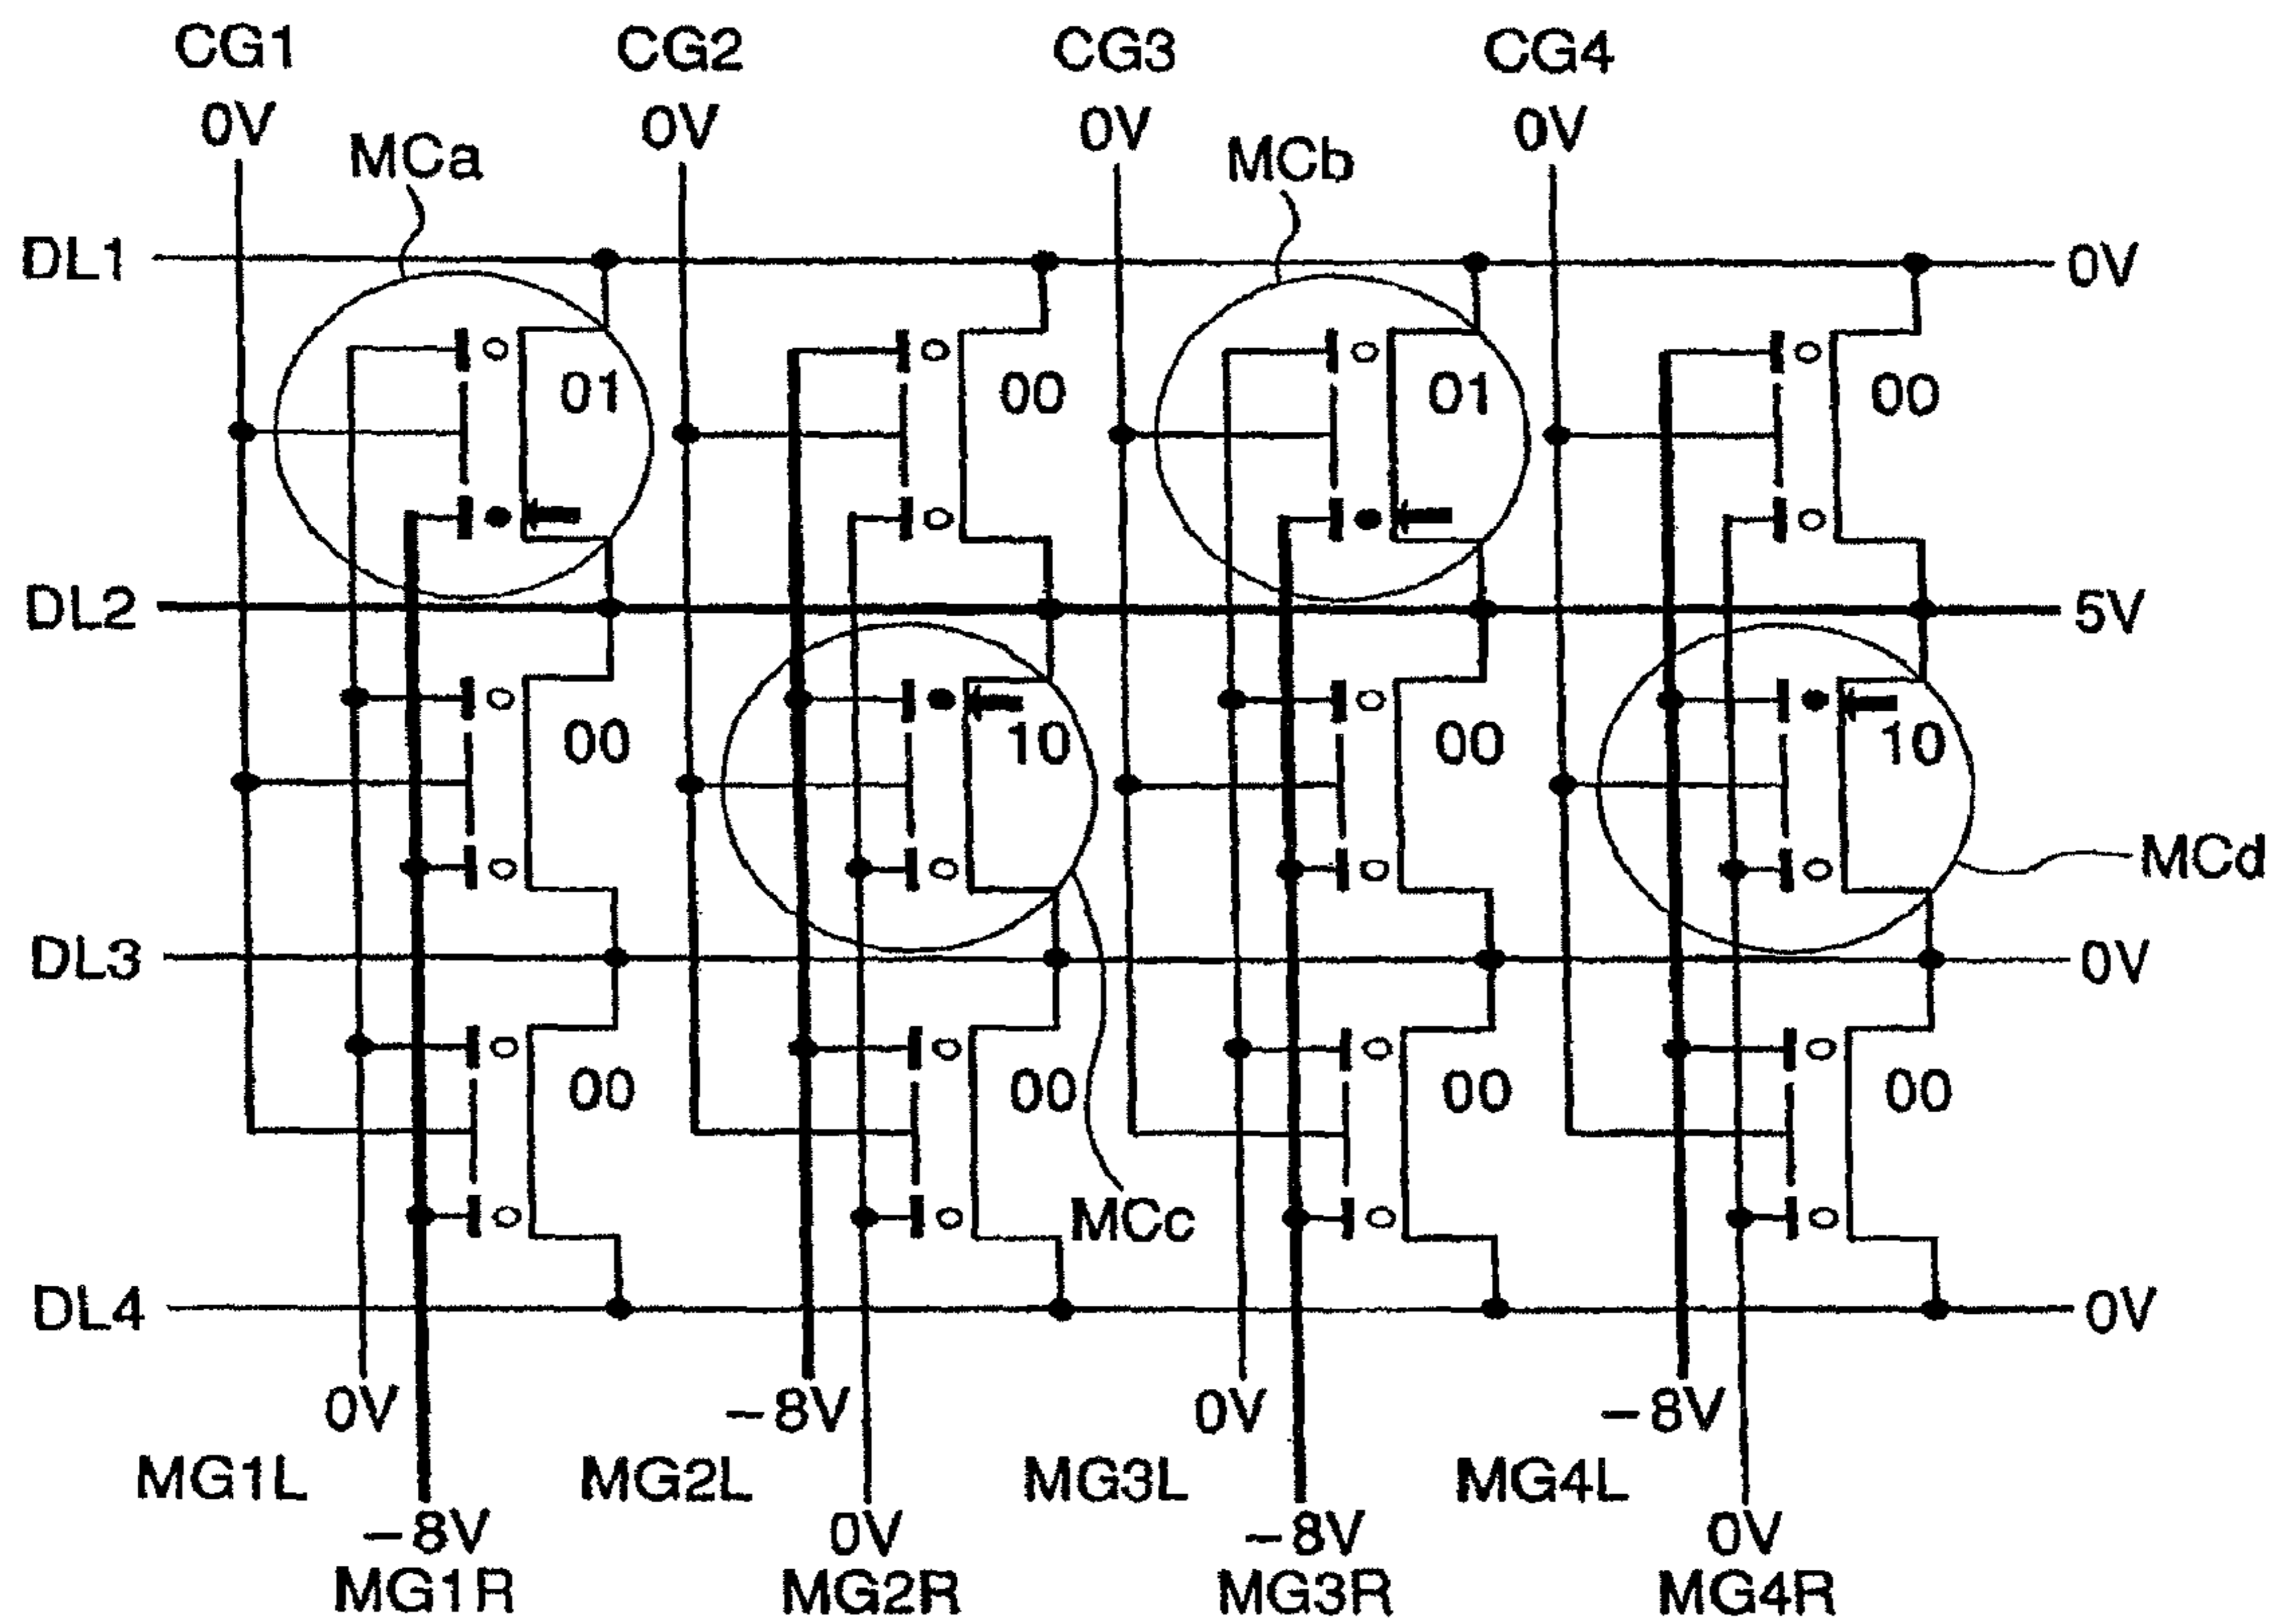 CG1 CG2 CG3 CG4
0V 0V 0V 0V
MCa MCb
DL1 0V
01 00 01 00
DL2 5V
00 10 00 10
MCd
DL3 0V
00 00 00 00
MCc
DL4 0V
0V -8V 0V -8V
MG1L MG2L MG3L MG4L
-8V 0V -8V 0V
MG1R MG2R MG3R MG4R